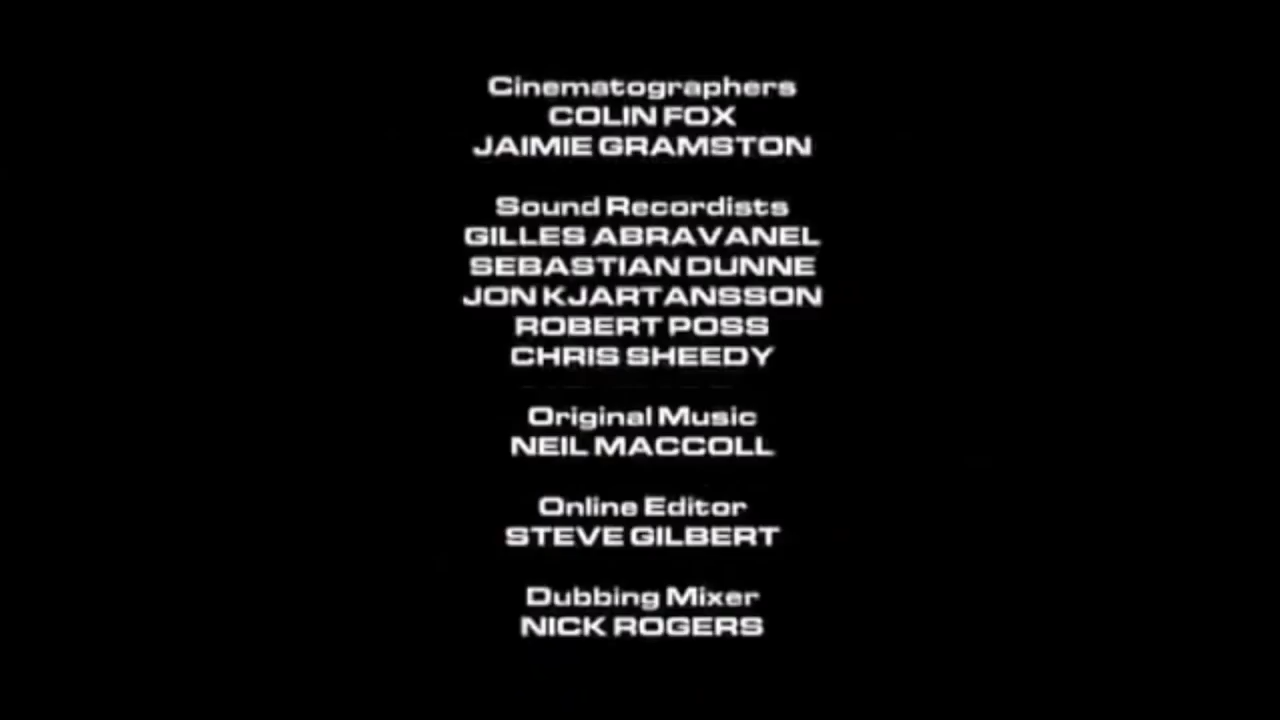 Cinematographers
COLIN FOX
JAIMIE GRAMSTON
Sound Recordists
GILLES ABRAVANEL
SEBASTIAN DUNNE
JON KJARTANSSON
ROBERT POSS
CHRIS SHEEDY
Original Music
NEIL MACCOLL
Online Editor
STEVE GILBERT
Dubbing Mixer
NICK ROGERS